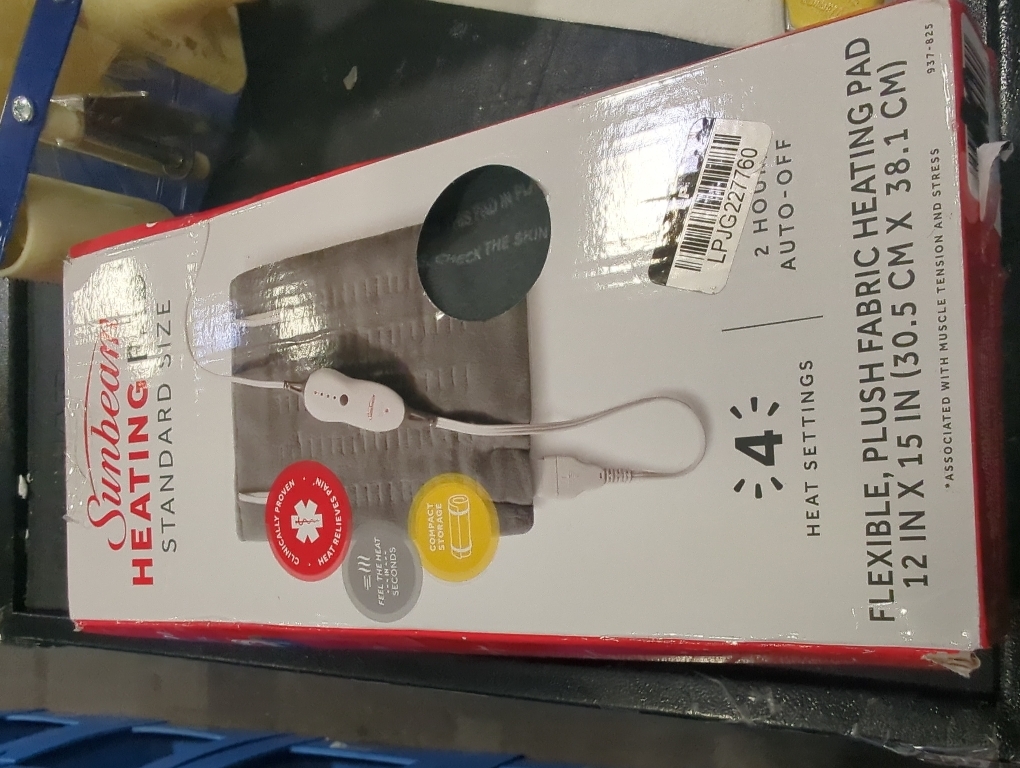 Sunbeam
HEATING
STANDARD SIZE
CHECK THE SKIN
CLINICALLY PROVEN
HEAT RELIEVES PAIN*
FEEL THE HEAT
IN
SECONDS
COMPACT
STORAGE
4
HEAT SETTINGS
2 HOUR
AUTO-OFF
LPJG227760
FLEXIBLE, PLUSH FABRIC HEATING PAD
12 IN X 15 IN (30.5 CM X 38.1 CM)
*ASSOCIATED WITH MUSCLE TENSION AND STRESS
937-825